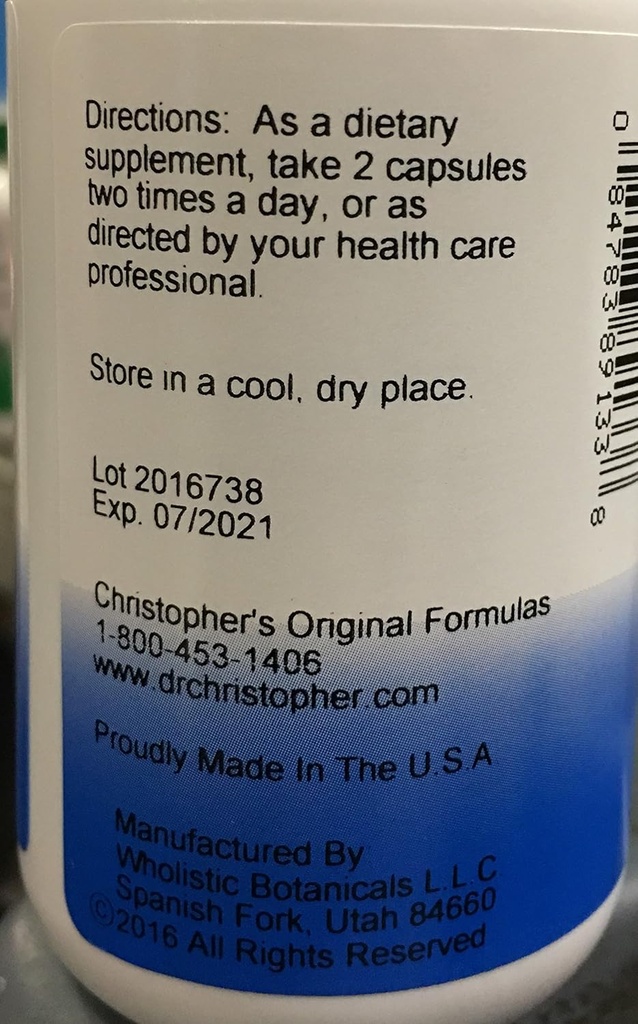 Directions: As a dietary
supplement, take 2 capsules
two times a day, or as
directed by your health care
professional.
Store in a cool, dry place.
Lot 2016738
Exp. 07/2021
Christopher's Original Formulas
1-800-453-1406
www.drchristopher.com
Proudly Made In The U.S.A
Manufactured By
Wholistic Botanicals L.L.C
Spanish Fork, Utah 84660
©2016 All Rights Reserved
0 84783 89133 8